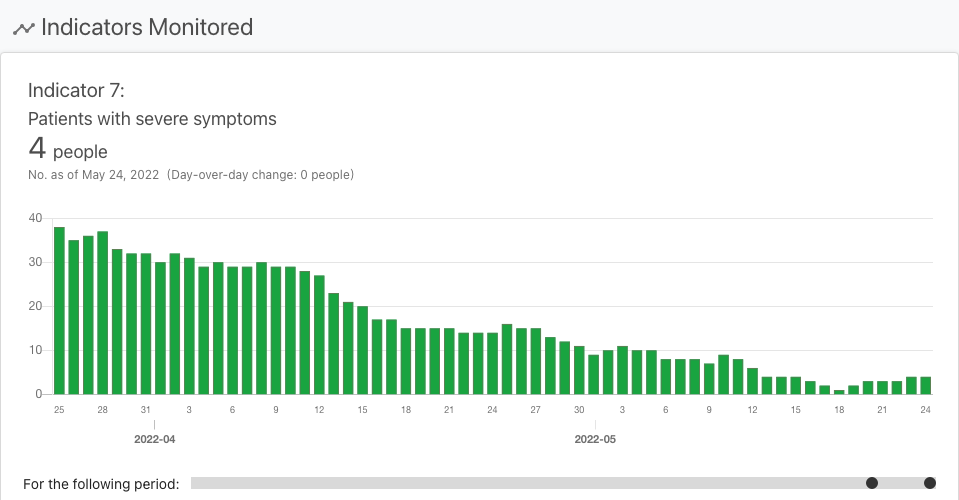 Indicators Monitored
Indicator 7:
Patients with severe symptoms
4 people
No. as of May 24, 2022 (Day-over-day change: 0 people)
40
30
20
10
0
25 28 31 3 6 9 12 15 18 21 24 27 30 3 6 9 12 15 18 21 24
2022-04 2022-05
For the following period: